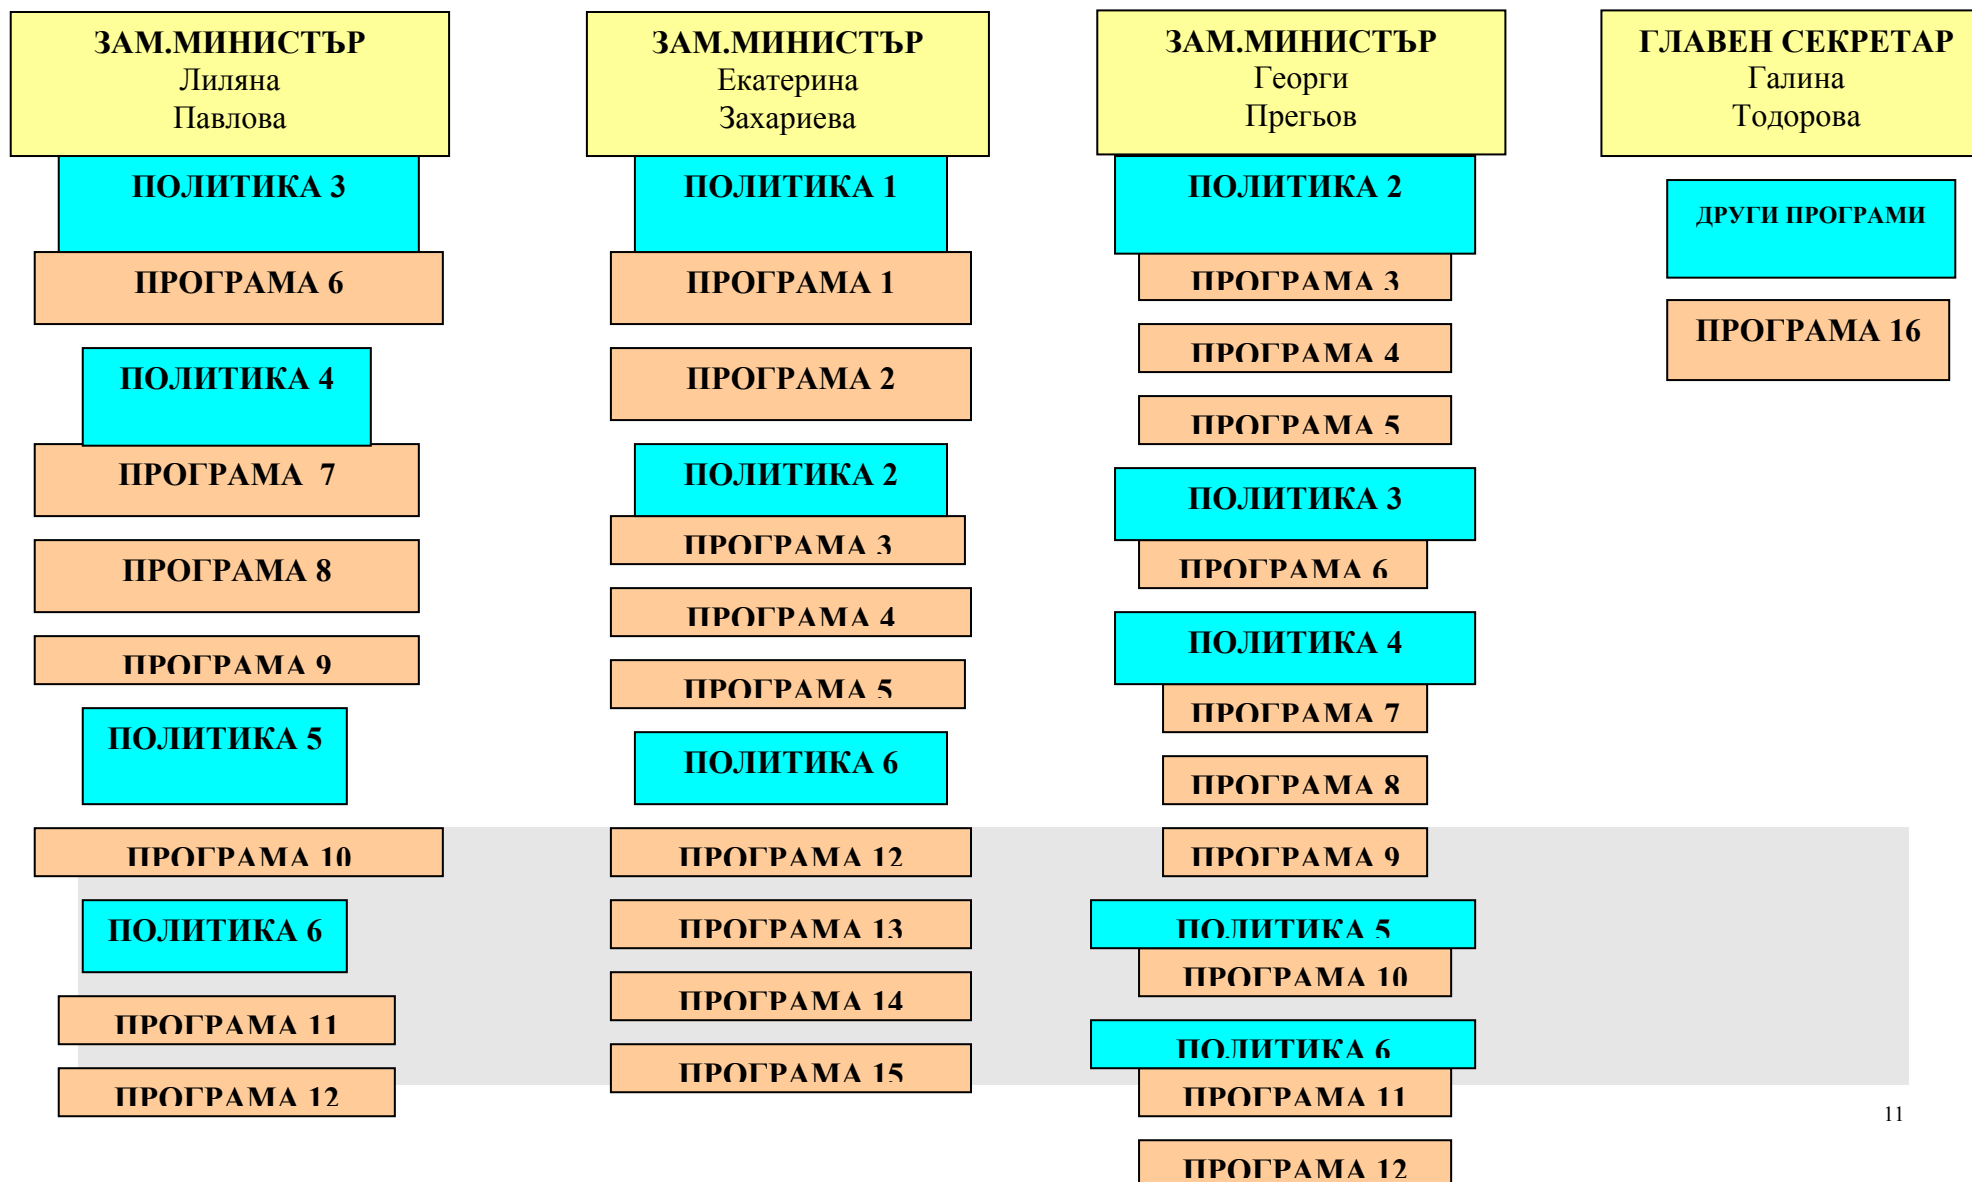 ЗАМ.МИНИСТЪР
Лиляна
Павлова
ПОЛИТИКА 3
ПРОГРАМА 6
ПОЛИТИКА 4
ПРОГРАМА 7
ПРОГРАМА 8
ПРОГРАМА 9
ПОЛИТИКА 5
ПРОГРАМА 10
ПОЛИТИКА 6
ПРОГРАМА 11
ПРОГРАМА 12
ЗАМ.МИНИСТЪР
Екатерина
Захариева
ПОЛИТИКА 1
ПРОГРАМА 1
ПРОГРАМА 2
ПОЛИТИКА 2
ПРОГРАМА 3
ПРОГРАМА 4
ПРОГРАМА 5
ПОЛИТИКА 6
ПРОГРАМА 12
ПРОГРАМА 13
ПРОГРАМА 14
ПРОГРАМА 15
ЗАМ.МИНИСТЪР
Георги
Прегьов
ПОЛИТИКА 2
ПРОГРАМА 3
ПРОГРАМА 4
ПРОГРАМА 5
ПОЛИТИКА 3
ПРОГРАМА 6
ПОЛИТИКА 4
ПРОГРАМА 7
ПРОГРАМА 8
ПРОГРАМА 9
ПОЛИТИКА 5
ПРОГРАМА 10
ПОЛИТИКА 6
ПРОГРАМА 11
ПРОГРАМА 12
ГЛАВЕН СЕКРЕТАР
Галина
Тодорова
ДРУГИ ПРОГРАМИ
ПРОГРАМА 16
11